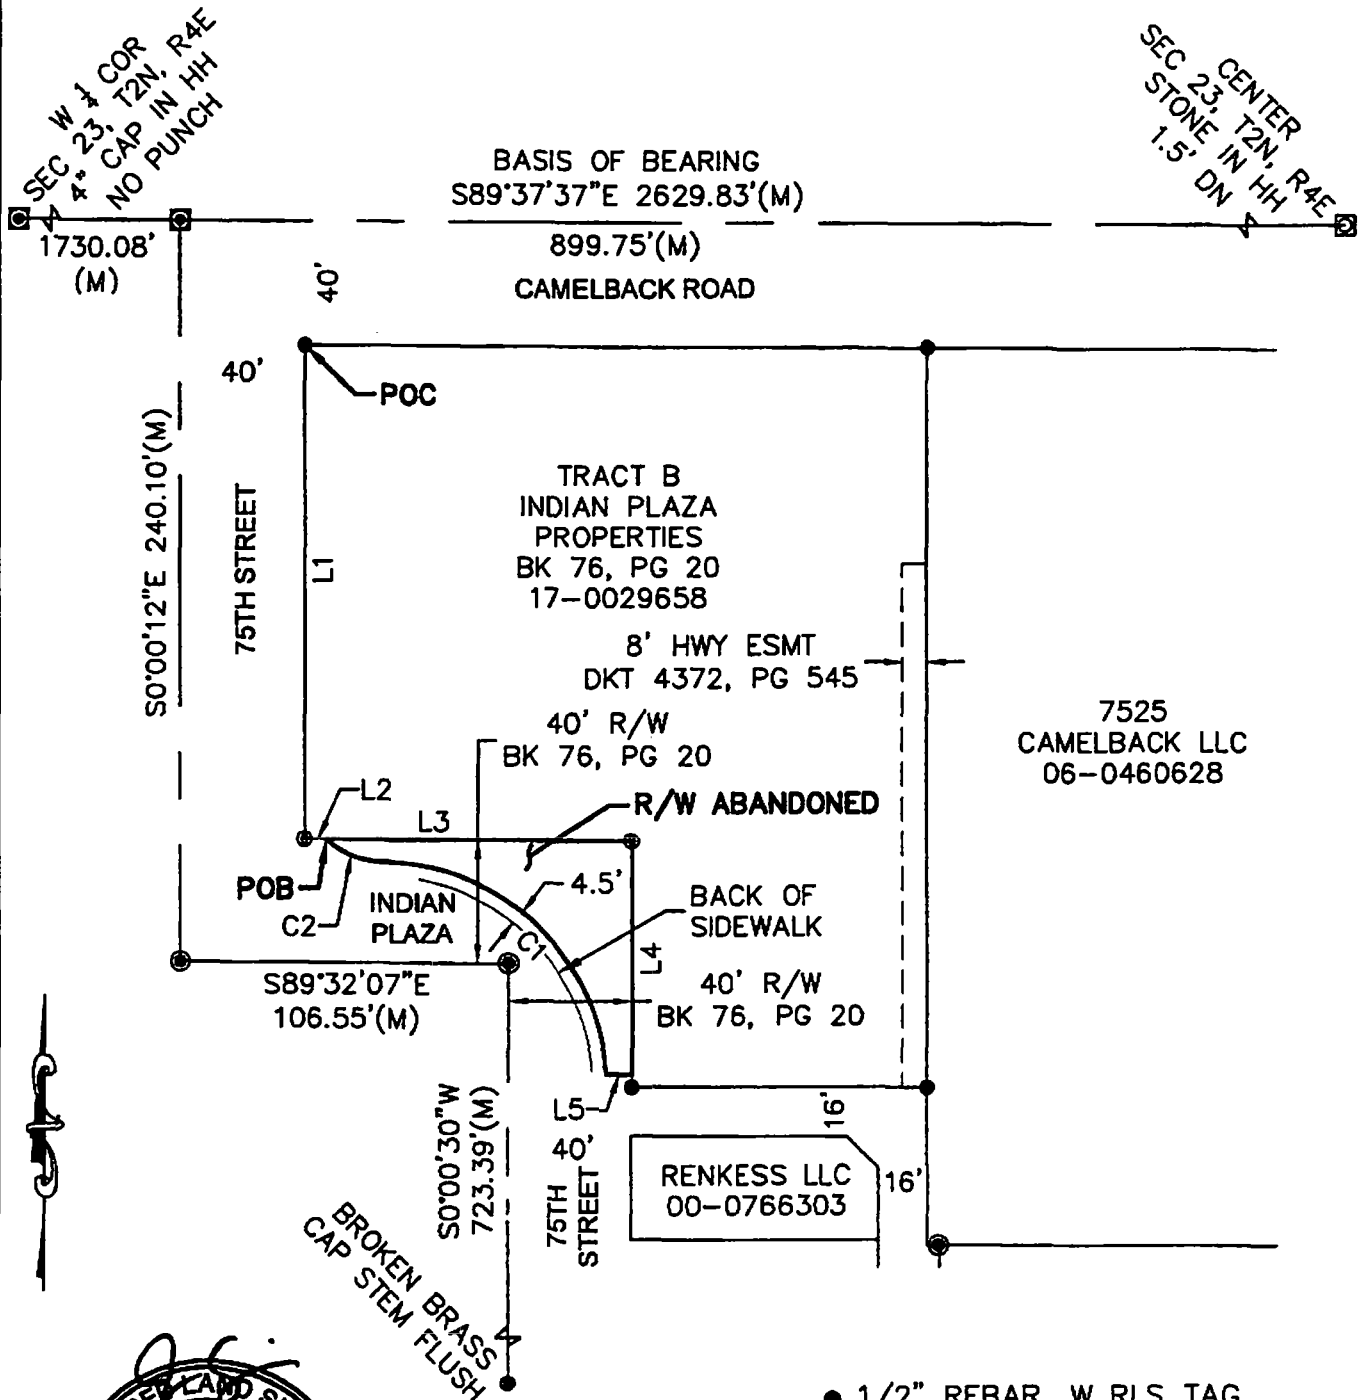 W 1/4 COR
SEC 23, T2N, R4E
4" CAP IN HH
NO PUNCH
CENTER
SEC 23, T2N, R4E
STONE IN HH
1.5' DN
BASIS OF BEARING
S89°37'37"E 2629.83'(M)
1730.08'
(M)
899.75'(M)
40'
CAMELBACK ROAD
40'
POC
S0°00'12"E 240.10'(M)
75TH STREET
L1
TRACT B
INDIAN PLAZA
PROPERTIES
BK 76, PG 20
17-0029658
8' HWY ESMT
DKT 4372, PG 545
40' R/W
BK 76, PG 20
7525
CAMELBACK LLC
06-0460628
L2
L3
R/W ABANDONED
POB
C2
INDIAN
PLAZA
4.5'
C1
BACK OF
SIDEWALK
L4
S89°32'07"E
106.55'(M)
40' R/W
BK 76, PG 20
L5
S0°00'30"W
723.39'(M)
40'
75TH
STREET
16'
RENKESS LLC
00-0766303
16'
BROKEN BRASS
CAP STEM FLUSH
LAND
1/2" REBAR W RLS TAG